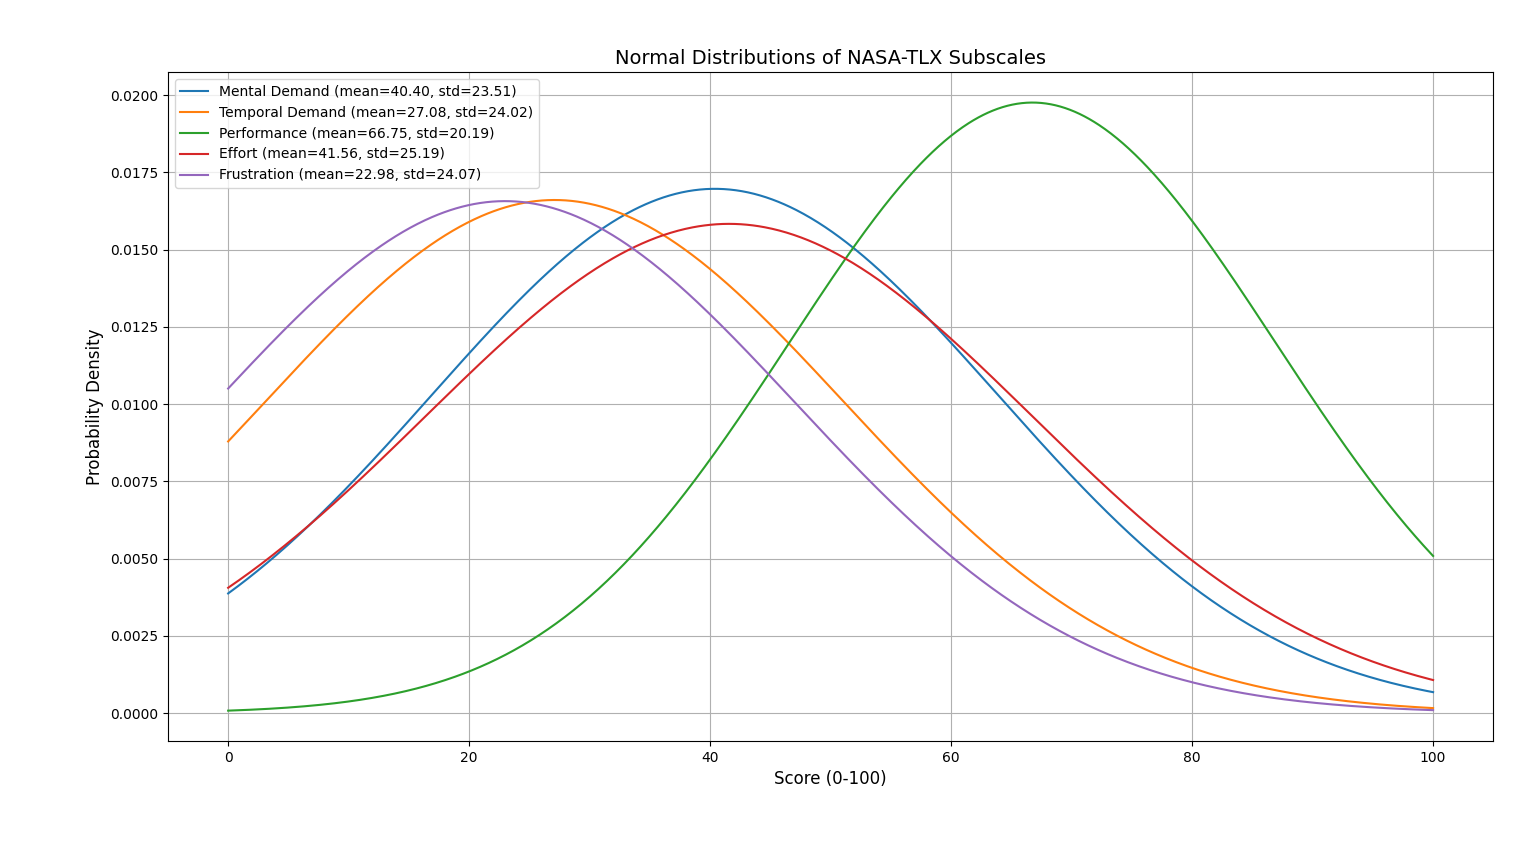 Normal Distributions of NASA-TLX Subscales
Mental Demand (mean=40.40, std=23.51)
Temporal Demand (mean=27.08, std=24.02)
Performance (mean=66.75, std=20.19)
Effort (mean=41.56, std=25.19)
Frustration (mean=22.98, std=24.07)
Probability Density
0.0200
0.0175
0.0150
0.0125
0.0100
0.0075
0.0050
0.0025
0.0000
0 20 40 60 80 100
Score (0-100)